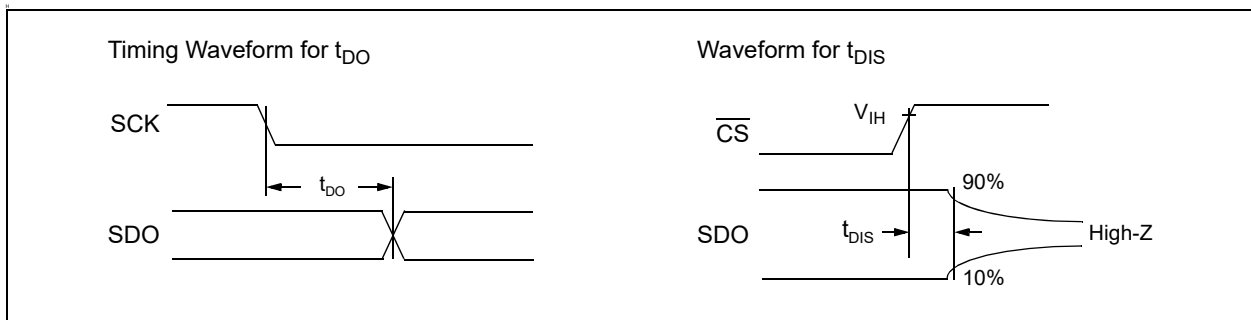 Timing Waveform for tDO
SCK
tDO
SDO
Waveform for tDIS
VIH
CS
90%
SDO
tDIS
High-Z
10%